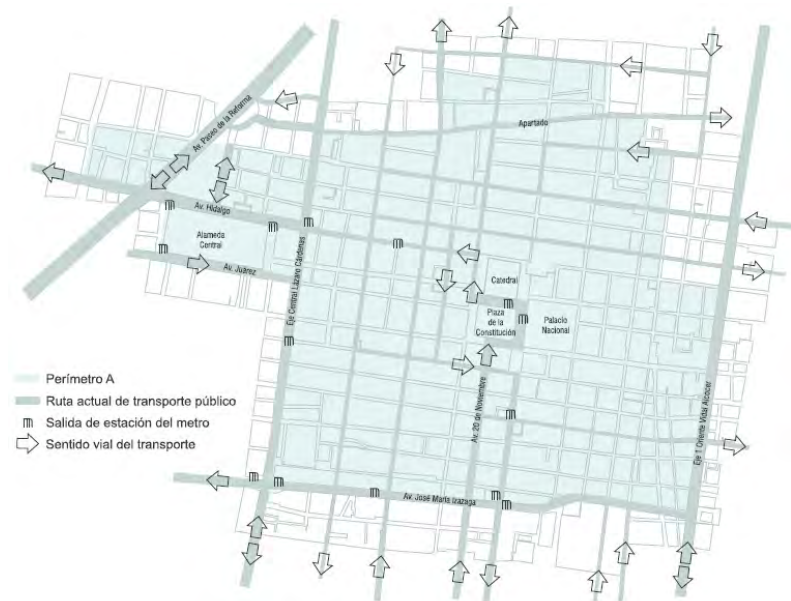 Av. Paseo de la Reforma
Apartado
Av. Hidalgo
Alameda
Central
Av. Juárez
Eje Central Lázaro Cárdenas
Catedral
Plaza
de la
Constitución
Palacio
Nacional
Av. 20 de Noviembre
Eje 1 Oriente Vidal Alcocer
Av. José María Izazaga
Perímetro A
Ruta actual de transporte público
Salida de estación del metro
Sentido vial del transporte